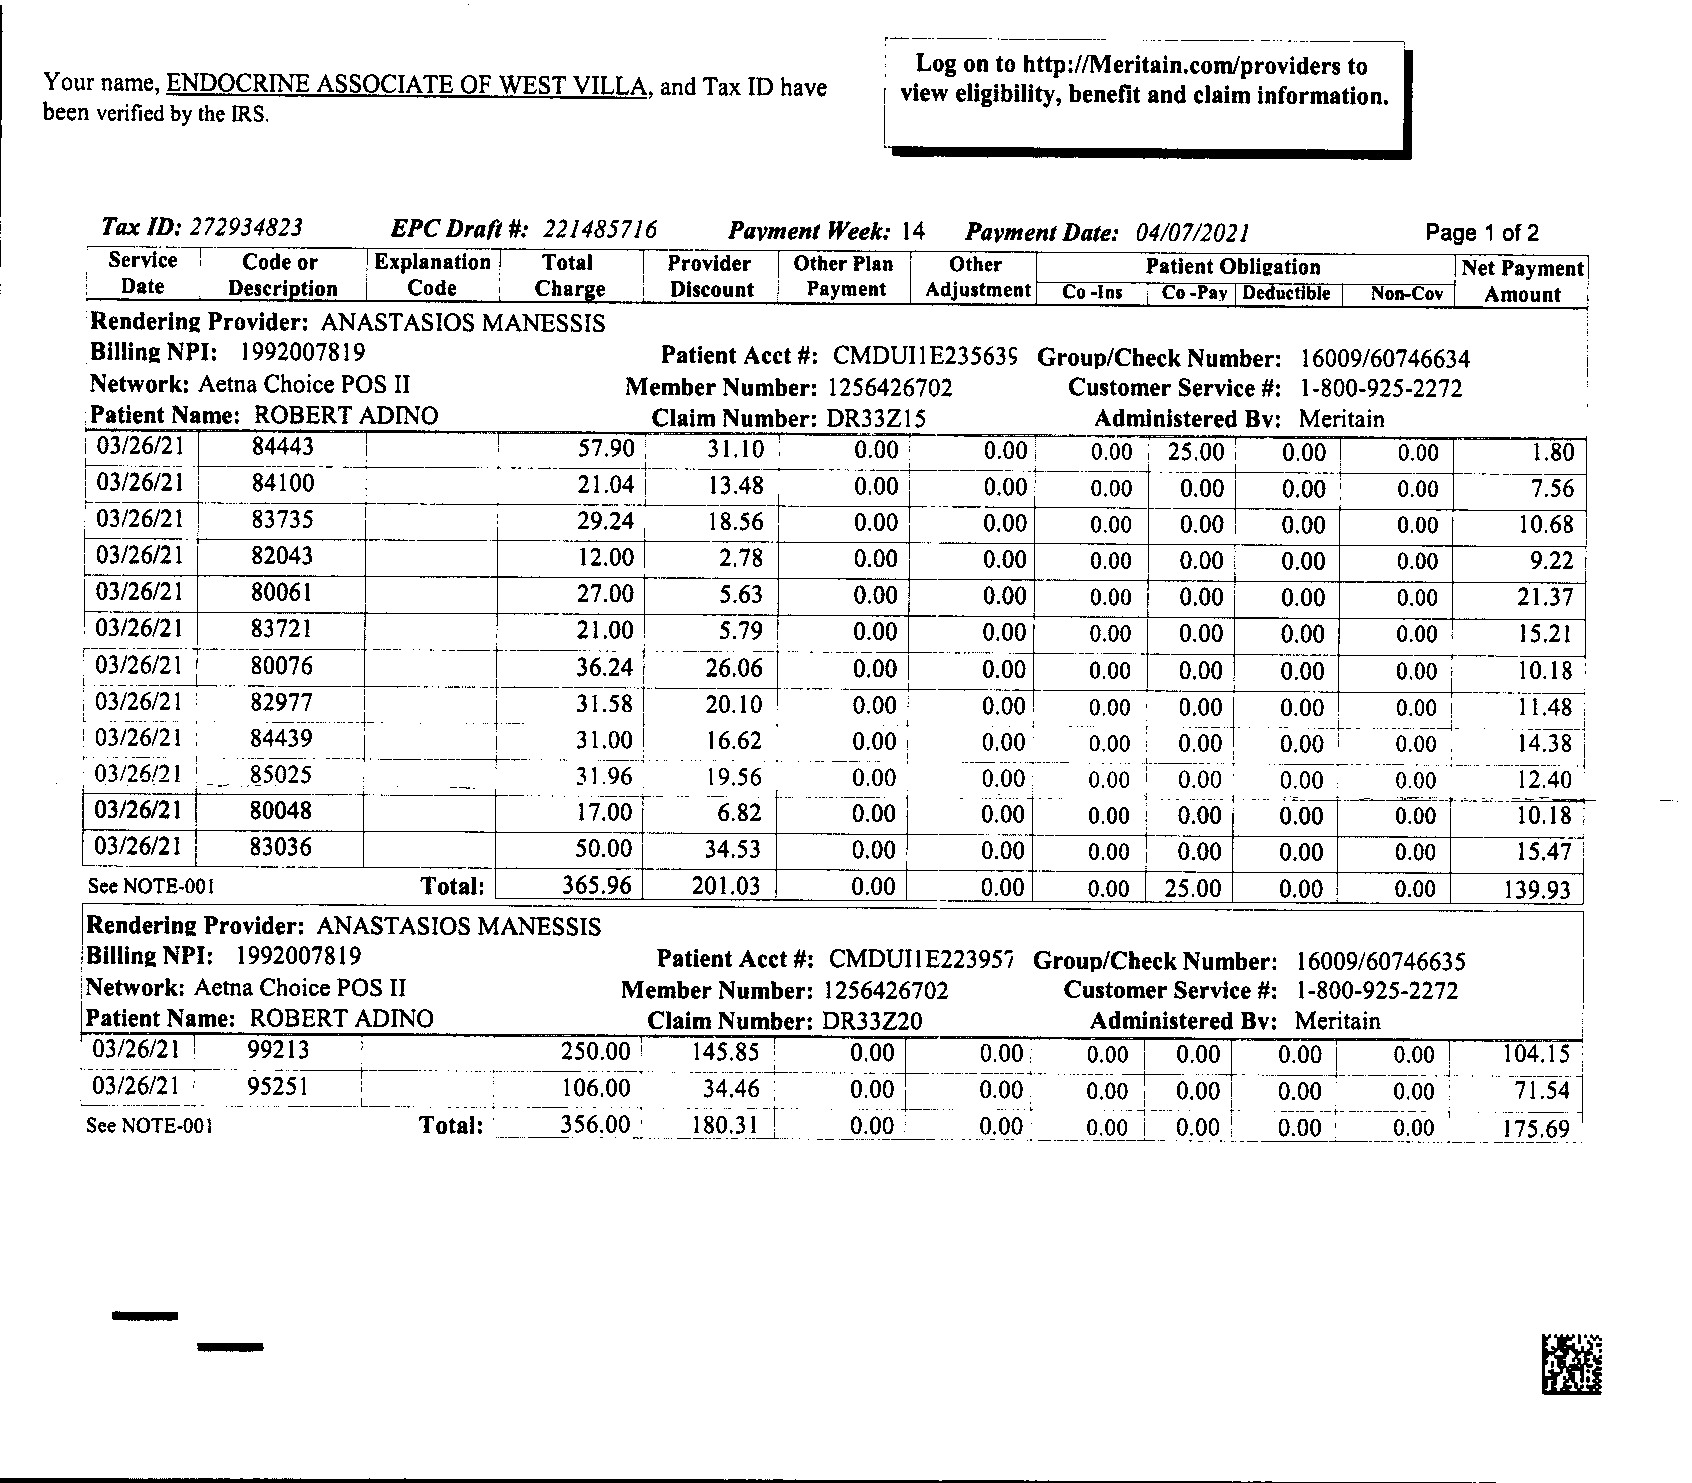 Log on to http://Meritain.com/providers to
view eligibility, benefit and claim information.
Your name, ENDOCRINE ASSOCIATE OF WEST VILLA, and Tax ID have
been verified by the IRS.
Tax ID: 272934823 EPC Draft #: 221485716 Payment Week: 14 Payment Date: 04/07/2021 Page 1 of 2
Service Code or Explanation Total Provider Other Plan Other Patient Obligation Net Payment
Date Description Code Charge Discount Payment Adjustment Co-Ins Co-Pay Deductible Non-Cov Amount
Rendering Provider: ANASTASIOS MANESSIS
Billing NPI: 1992007819 Patient Acct #: CMDUI1E235639 Group/Check Number: 16009/60746634
Network: Aetna Choice POS II Member Number: 1256426702 Customer Service #: 1-800-925-2272
Patient Name: ROBERT ADINO Claim Number: DR33Z15 Administered By: Meritain
03/26/21 84443 57.90 31.10 0.00 0.00 0.00 25.00 0.00 0.00 1.80
03/26/21 84100 21.04 13.48 0.00 0.00 0.00 0.00 0.00 0.00 7.56
03/26/21 83735 29.24 18.56 0.00 0.00 0.00 0.00 0.00 0.00 10.68
03/26/21 82043 12.00 2.78 0.00 0.00 0.00 0.00 0.00 0.00 9.22
03/26/21 80061 27.00 5.63 0.00 0.00 0.00 0.00 0.00 0.00 21.37
03/26/21 83721 21.00 5.79 0.00 0.00 0.00 0.00 0.00 0.00 15.21
03/26/21 80076 36.24 26.06 0.00 0.00 0.00 0.00 0.00 0.00 10.18
03/26/21 82977 31.58 20.10 0.00 0.00 0.00 0.00 0.00 0.00 11.48
03/26/21 84439 31.00 16.62 0.00 0.00 0.00 0.00 0.00 0.00 14.38
03/26/21 85025 31.96 19.56 0.00 0.00 0.00 0.00 0.00 0.00 12.40
03/26/21 80048 17.00 6.82 0.00 0.00 0.00 0.00 0.00 0.00 10.18
03/26/21 83036 50.00 34.53 0.00 0.00 0.00 0.00 0.00 0.00 15.47
See NOTE-001 Total: 365.96 201.03 0.00 0.00 0.00 25.00 0.00 0.00 139.93
Rendering Provider: ANASTASIOS MANESSIS
Billing NPI: 1992007819 Patient Acct #: CMDUI1E223957 Group/Check Number: 16009/60746635
Network: Aetna Choice POS II Member Number: 1256426702 Customer Service #: 1-800-925-2272
Patient Name: ROBERT ADINO Claim Number: DR33Z20 Administered By: Meritain
03/26/21 99213 250.00 145.85 0.00 0.00 0.00 0.00 0.00 0.00 104.15
03/26/21 95251 106.00 34.46 0.00 0.00 0.00 0.00 0.00 0.00 71.54
See NOTE-001 Total: 356.00 180.31 0.00 0.00 0.00 0.00 0.00 0.00 175.69